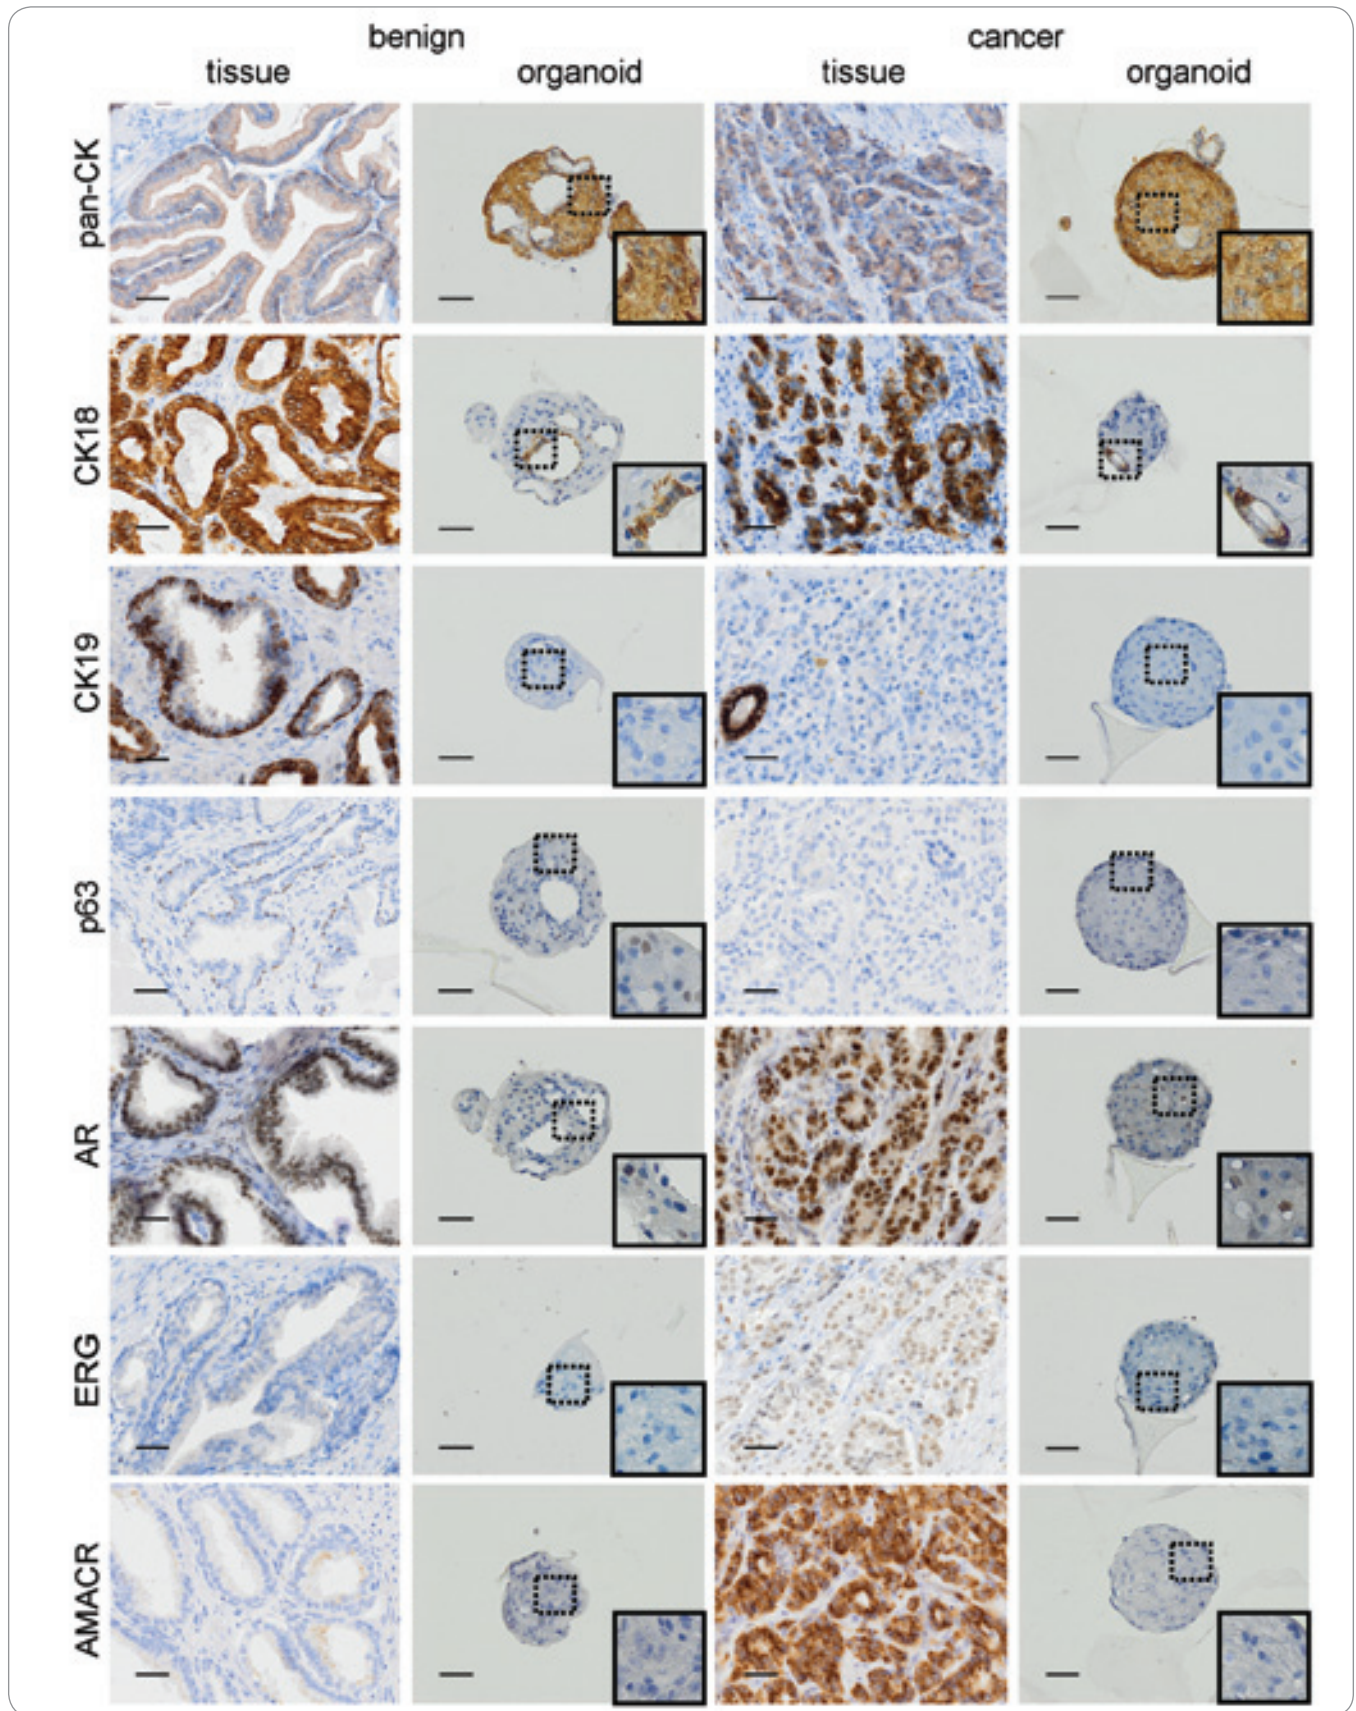 benign cancer
tissue organoid tissue organoid
pan-CK
CK18
CK19
p63
AR
ERG
AMACR